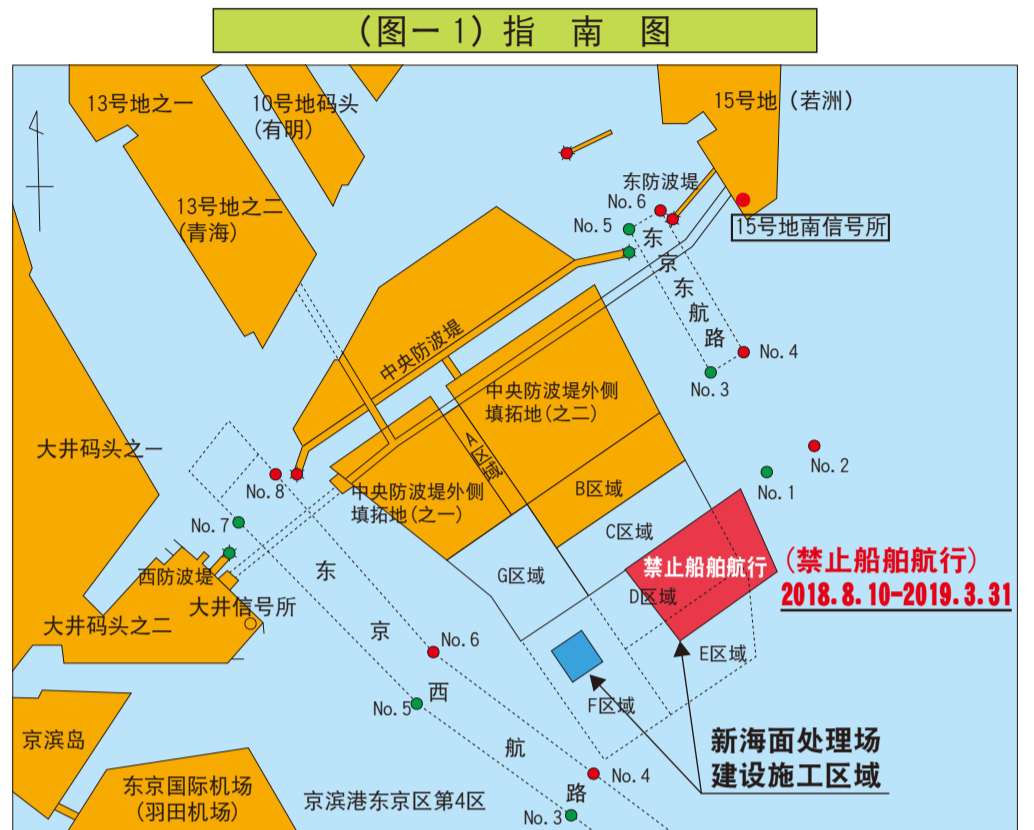 (图一1) 指 南 图
13号地之一
10号地码头
(有明)
15号地 (若洲)
13号地之二
(青海)
东防波堤
No.6
No.5
15号地南信号所
东京东航路
No.4
No.3
中央防波堤
中央防波堤外侧
填拓地(之二)
A区域
大井码头之一
No.2
No.1
No.8
中央防波堤外侧
填拓地(之一)
B区域
C区域
No.7
禁止船舶航行
(禁止船舶航行)
2018.8.10-2019.3.31
西防波堤
G区域
D区域
大井信号所
大井码头之二
东京西航路
No.6
E区域
No.5
F区域
京滨岛
新海面处理场
建设施工区域
东京国际机场
(羽田机场)
京滨港东京区第4区
No.4
No.3